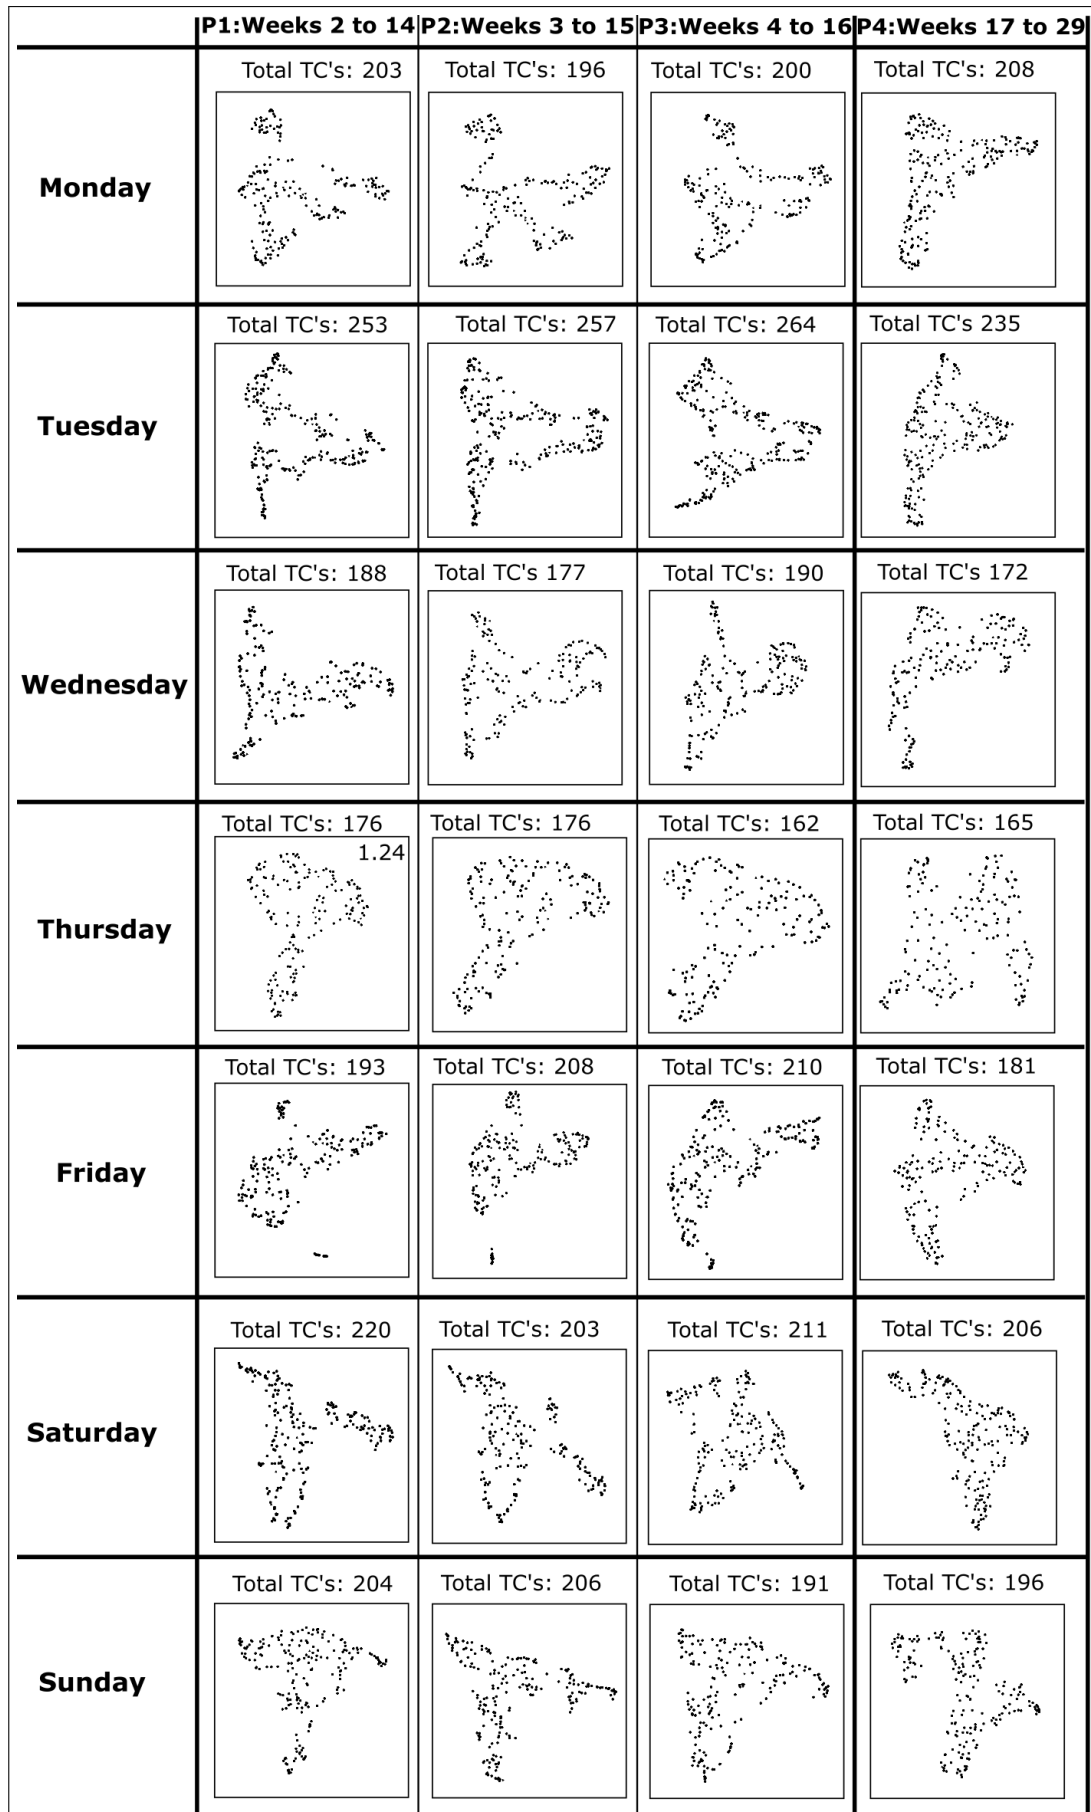 P1:Weeks 2 to 14 P2:Weeks 3 to 15 P3:Weeks 4 to 16 P4:Weeks 17 to 29
Total TC's: 203 Total TC's: 196 Total TC's: 200 Total TC's: 208
Monday
Total TC's: 253 Total TC's: 257 Total TC's: 264 Total TC's 235
Tuesday
Total TC's: 188 Total TC's 177 Total TC's: 190 Total TC's 172
Wednesday
Total TC's: 176 Total TC's: 176 Total TC's: 162 Total TC's: 165
1.24
Thursday
Total TC's: 193 Total TC's: 208 Total TC's: 210 Total TC's: 181
Friday
Total TC's: 220 Total TC's: 203 Total TC's: 211 Total TC's: 206
Saturday
Total TC's: 204 Total TC's: 206 Total TC's: 191 Total TC's: 196
Sunday